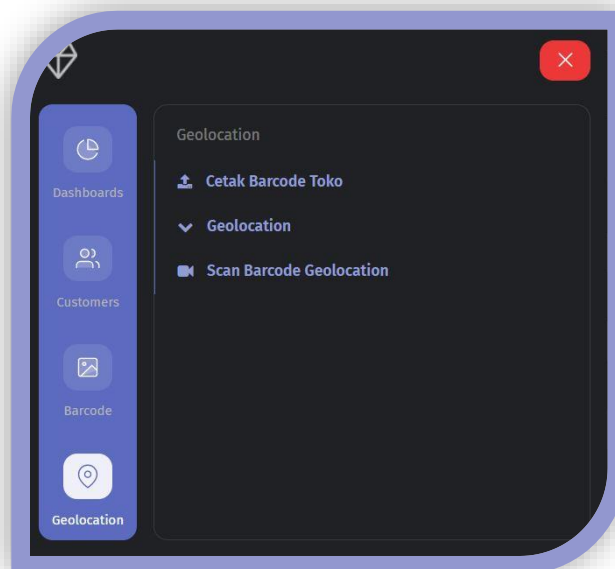 Dashboards
Customers
Barcode
Geolocation
Geolocation
Cetak Barcode Toko
Geolocation
Scan Barcode Geolocation